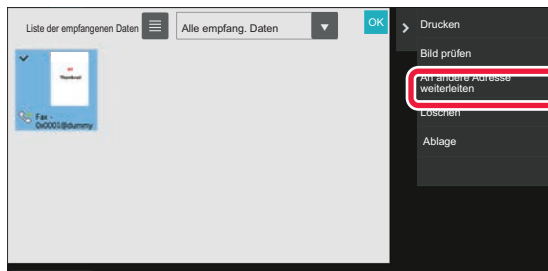 Liste der empfangenen Daten
Alle empfang. Daten
OK
Thumbnail
Fax -
0x0001@dummy
Drucken
Bild prüfen
An andere Adresse
weiterleiten
Löschen
Ablage